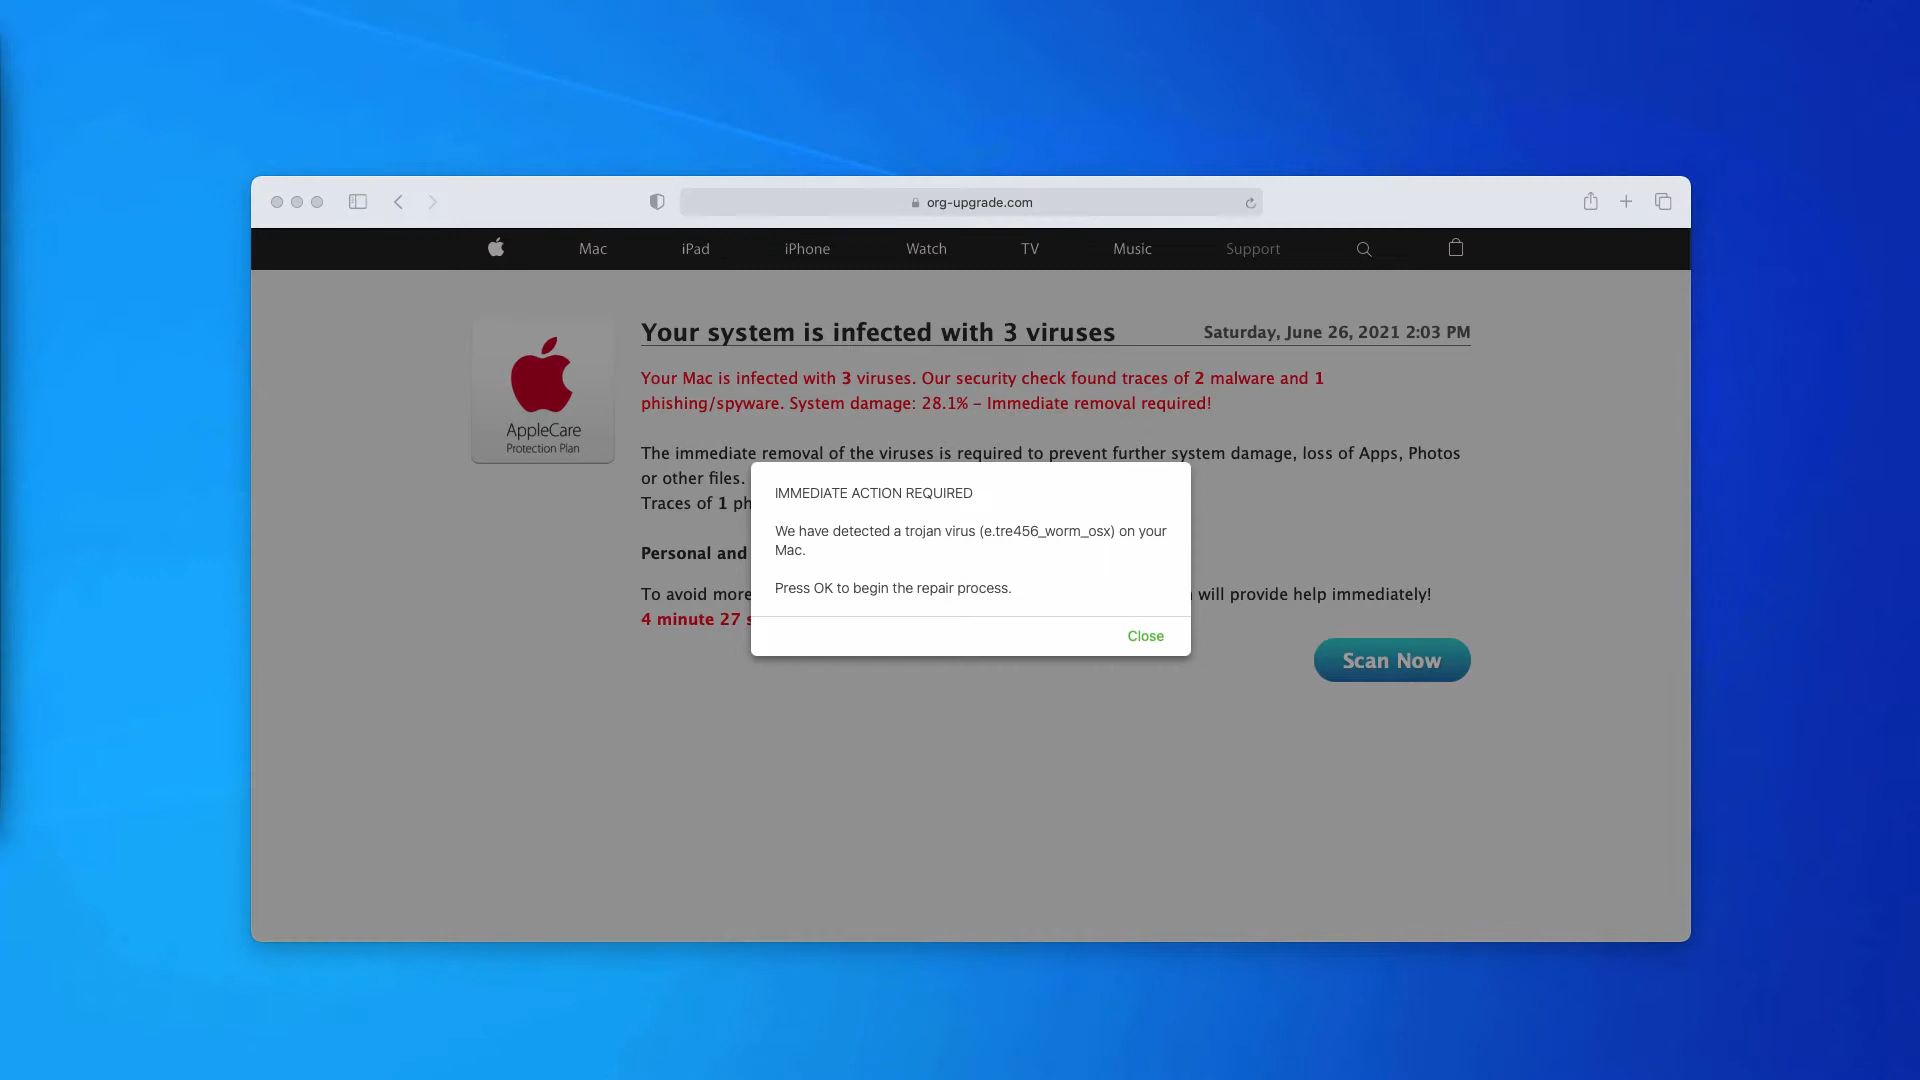 org-upgrade.com
Mac iPad iPhone Watch TV Music Support
Your system is infected with 3 viruses Saturday, June 26, 2021 2:03 PM
Your Mac is infected with 3 viruses. Our security check found traces of 2 malware and 1
phishing/spyware. System damage: 28.1% – Immediate removal required!
AppleCare
Protection Plan
The immediate removal of the viruses is required to prevent further system damage, loss of Apps, Photos
or other files.
Traces of 1 ph
Personal and
To avoid more will provide help immediately!
4 minute 27 s
IMMEDIATE ACTION REQUIRED
We have detected a trojan virus (e.tre456_worm_osx) on your
Mac.
Press OK to begin the repair process.
Close
Scan Now